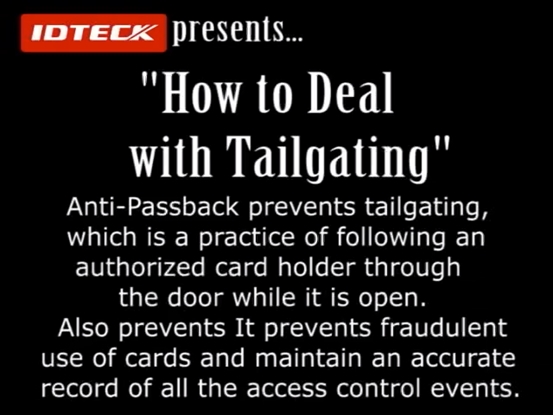 IDTECK presents...
"How to Deal
with Tailgating"
Anti-Passback prevents tailgating,
which is a practice of following an
authorized card holder through
the door while it is open.
Also prevents It prevents fraudulent
use of cards and maintain an accurate
record of all the access control events.